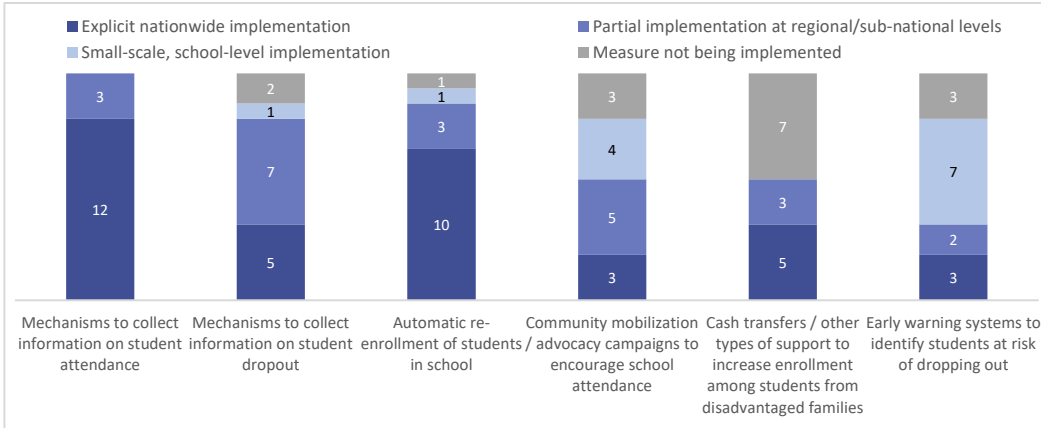 Explicit nationwide implementation
Partial implementation at regional/sub-national levels
Small-scale, school-level implementation
Measure not being implemented
3
12
2
1
7
5
1
1
3
10
3
4
5
3
7
3
5
3
7
2
3
Mechanisms to collect
information on student
attendance
Mechanisms to collect
information on student
dropout
Automatic re-
enrollment of students
in school
Community mobilization
/ advocacy campaigns to
encourage school
attendance
Cash transfers / other
types of support to
increase enrollment
among students from
disadvantaged families
Early warning systems to
identify students at risk
of dropping out